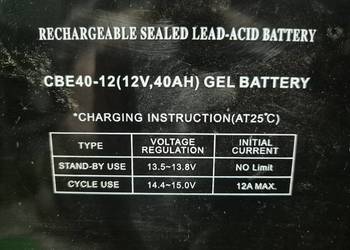 RECHARGEABLE SEALED LEAD-ACID BATTERY
CBE40-12(12V,40AH) GEL BATTERY
*CHARGING INSTRUCTION(AT25℃)
TYPE VOLTAGE REGULATION INITIAL CURRENT
STAND-BY USE 13.5~13.8V NO Limit
CYCLE USE 14.4~15.0V 12A MAX.